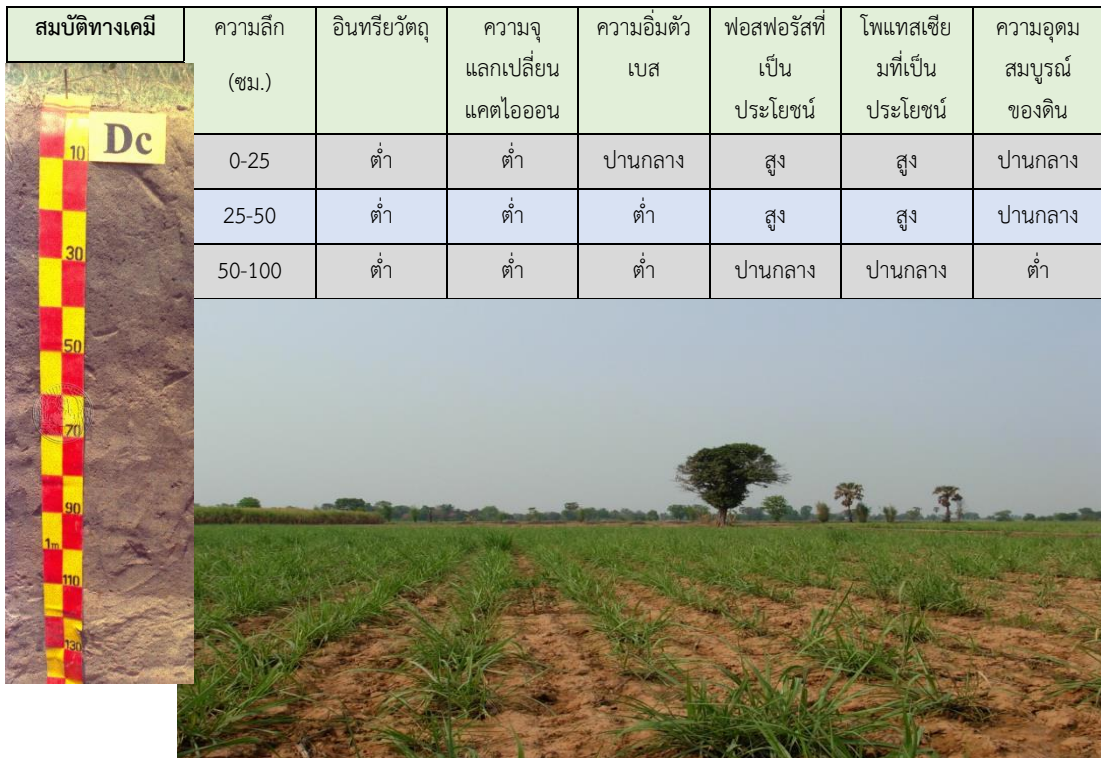 สมบัติทางเคมี
ความลึก
(ซม.)
อินทรียวัตถุ
ความจุ
แลกเปลี่ยน
แคตไอออน
ความอิ่มตัว
เบส
ฟอสฟอรัสที่
เป็น
ประโยชน์
โพแทสเซีย
มที่เป็น
ประโยชน์
ความอุดม
สมบูรณ์
ของดิน
0-25 ต่ำ ต่ำ ปานกลาง สูง สูง ปานกลาง
25-50 ต่ำ ต่ำ ต่ำ สูง สูง ปานกลาง
50-100 ต่ำ ต่ำ ต่ำ ปานกลาง ปานกลาง ต่ำ
Dc
10
30
50
70
90
1m
110
130